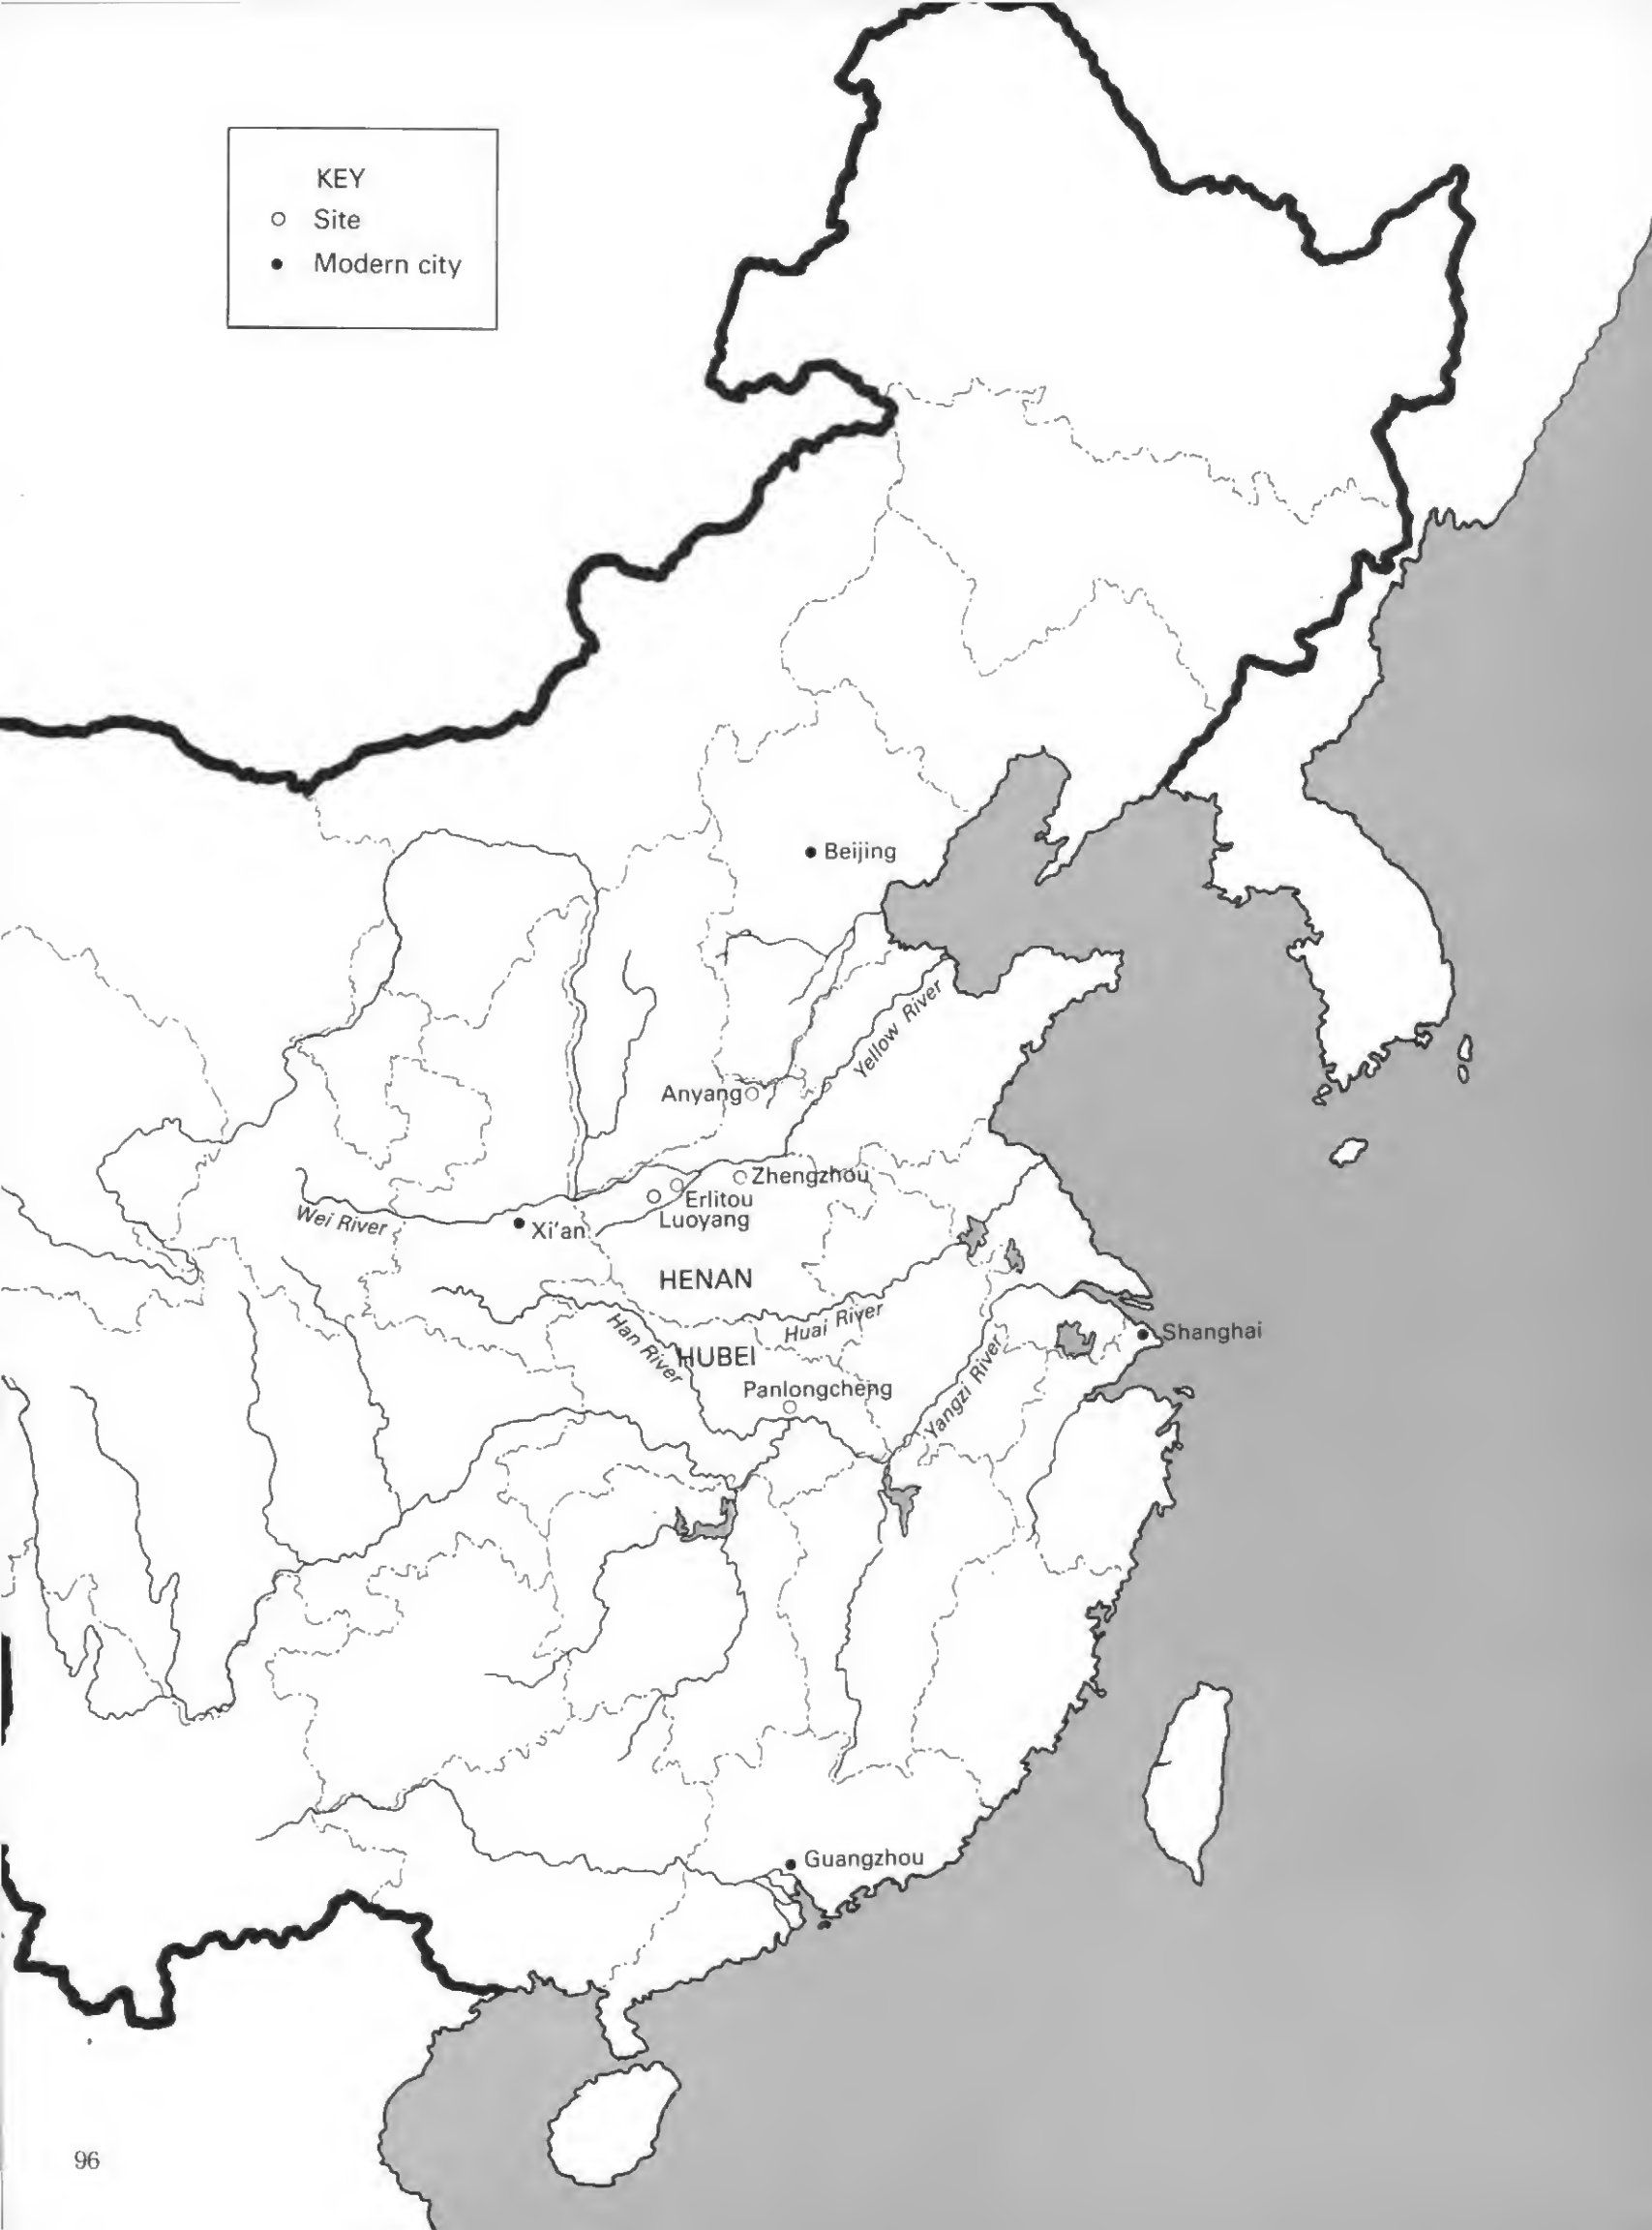 KEY
Site
Modern city
Beijing
Yellow River
Anyang
Zhengzhou
Erlitou
Luoyang
Wei River
Xi'an
HENAN
Han River
Huai River
HUBEI
Shanghai
Yangzi River
Panlongcheng
Guangzhou
96